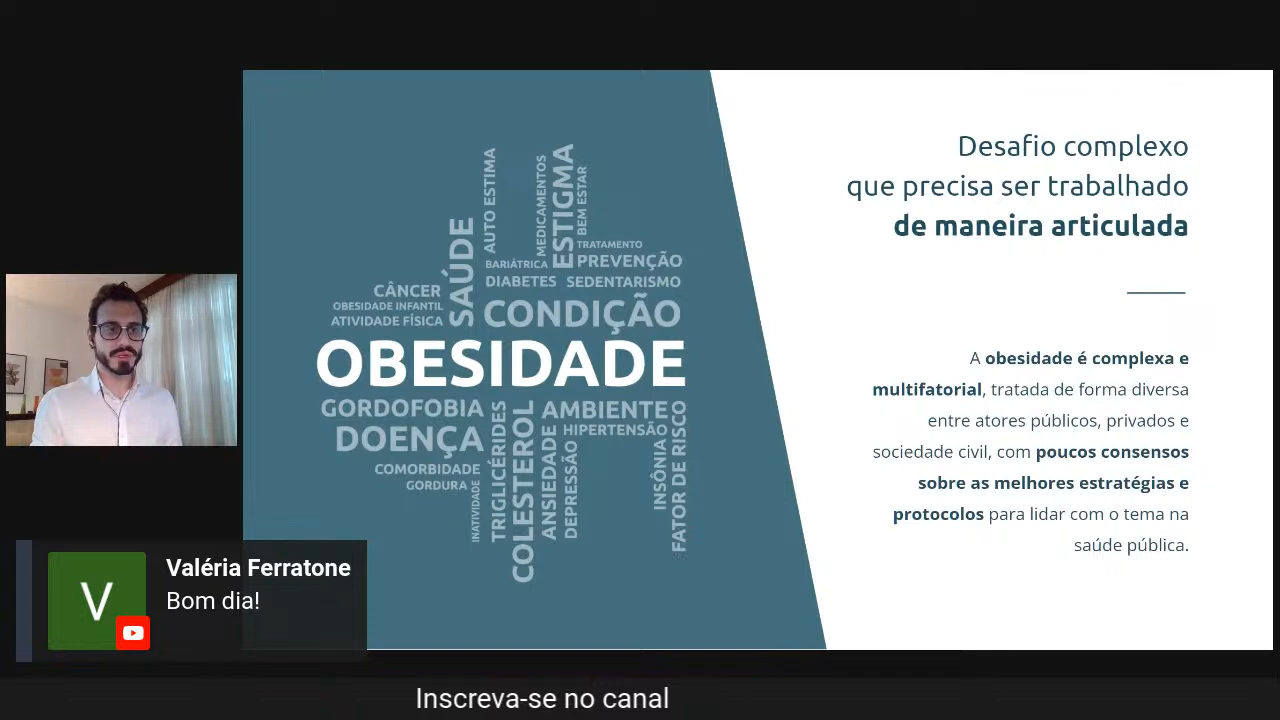 AUTO ESTIMA
MEDICAMENTOS
ESTIGMA
BEM ESTAR
SAÚDE
TRATAMENTO
BARIÁTRICA
PREVENÇÃO
DIABETES
SEDENTARISMO
CÂNCER
OBESIDADE INFANTIL
ATIVIDADE FÍSICA
CONDIÇÃO
OBESIDADE
GORDOFOBIA
AMBIENTE
DOENÇA
HIPERTENSÃO
COMORBIDADE
GORDURA
INATIVIDADE
TRIGLICÉRIDES
COLESTEROL
ANSIEDADE
DEPRESSÃO
INSÔNIA
FATOR DE RISCO
Desafio complexo
que precisa ser trabalhado
de maneira articulada
A obesidade é complexa e
multifatorial, tratada de forma diversa
entre atores públicos, privados e
sociedade civil, com poucos consensos
sobre as melhores estratégias e
protocolos para lidar com o tema na
saúde pública.
V
Valéria Ferratone
Bom dia!
Inscreva-se no canal